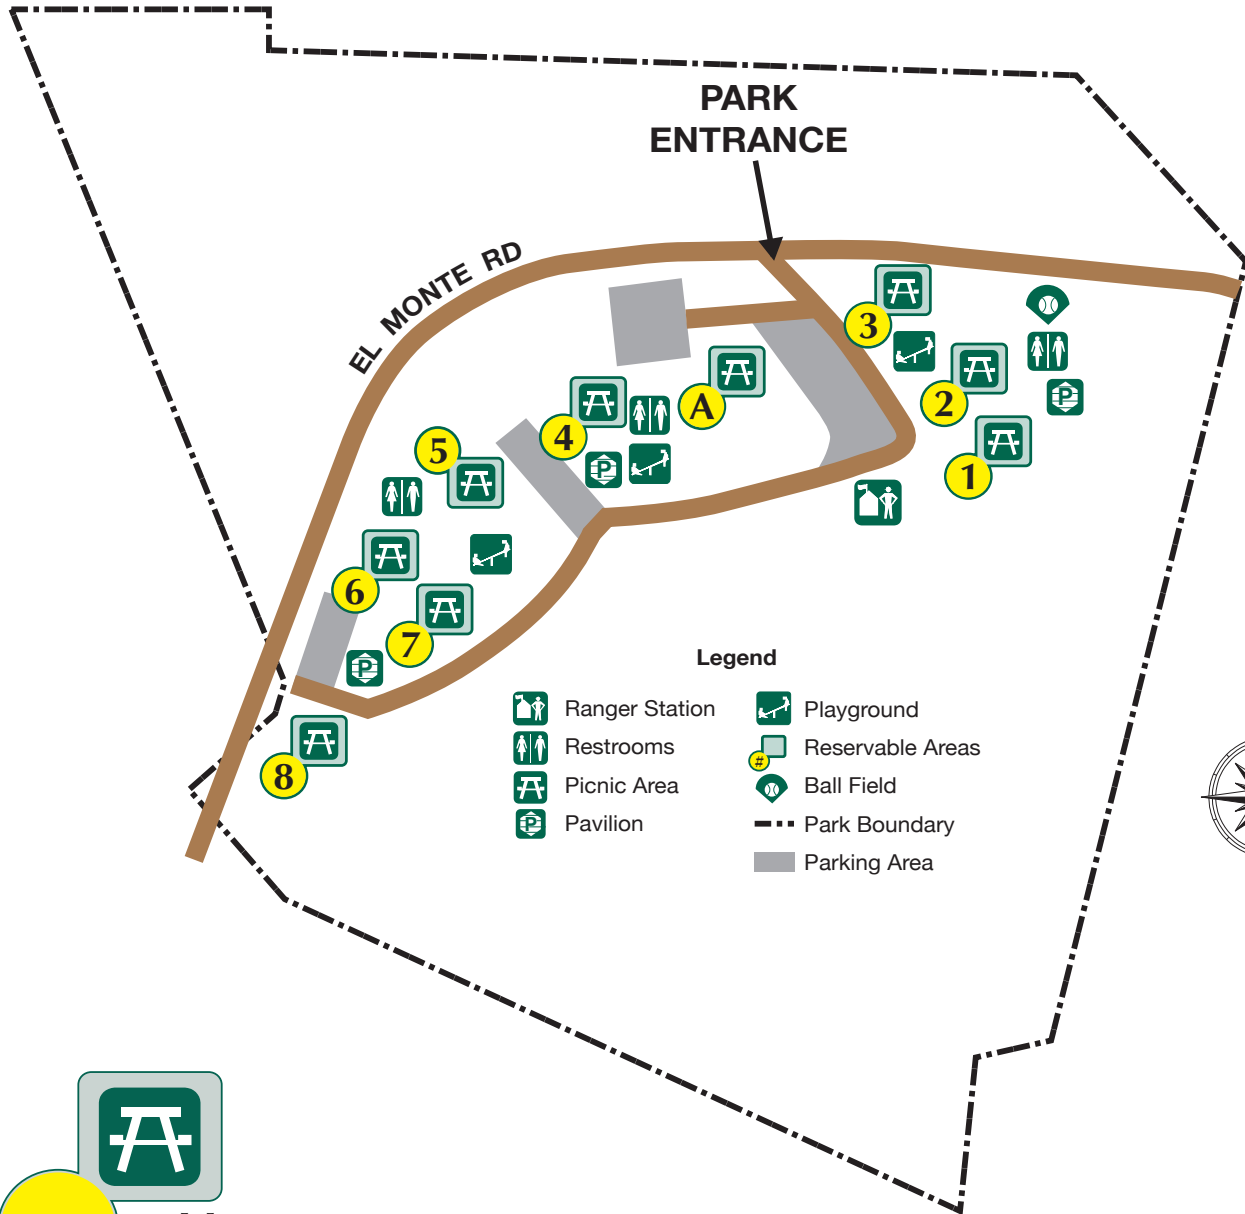 PARK
ENTRANCE
EL MONTE RD
3
2
A
4
1
5
6
7
8
P
P
P
Legend
Ranger Station
Playground
Restrooms
#
Reservable Areas
Picnic Area
Ball Field
P
Pavilion
Park Boundary
Parking Area